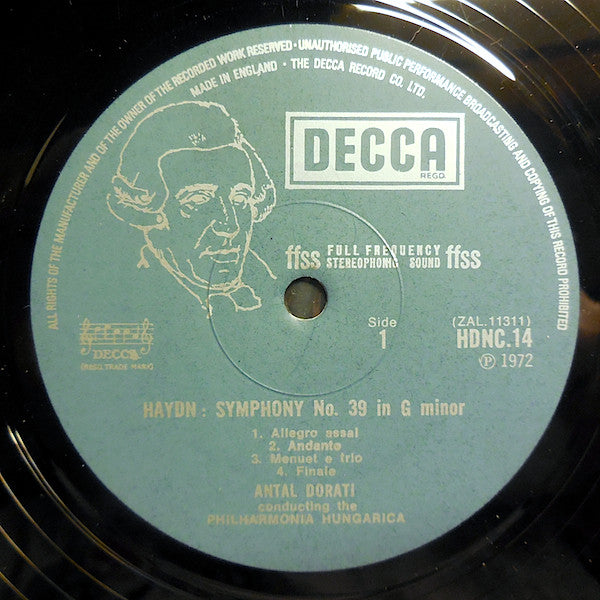 ALL RIGHTS OF THE MANUFACTURER AND OF THE OWNER OF THE RECORDED WORK RESERVED · UNAUTHORISED PUBLIC PERFORMANCE BROADCASTING AND COPYING OF THIS RECORD PROHIBITED
MADE IN ENGLAND · THE DECCA RECORD CO. LTD.
DECCA
REGD.
ffss FULL FREQUENCY STEREOPHONIC SOUND ffss
DECCA
(REGD. TRADE MARK)
Side
1
(ZAL.11311)
HDNC.14
Ⓟ 1972
HAYDN : SYMPHONY No. 39 in G minor
1. Allegro assai
2. Andante
3. Menuet e trio
4. Finale
ANTAL DORATI
conducting the
PHILHARMONIA HUNGARICA